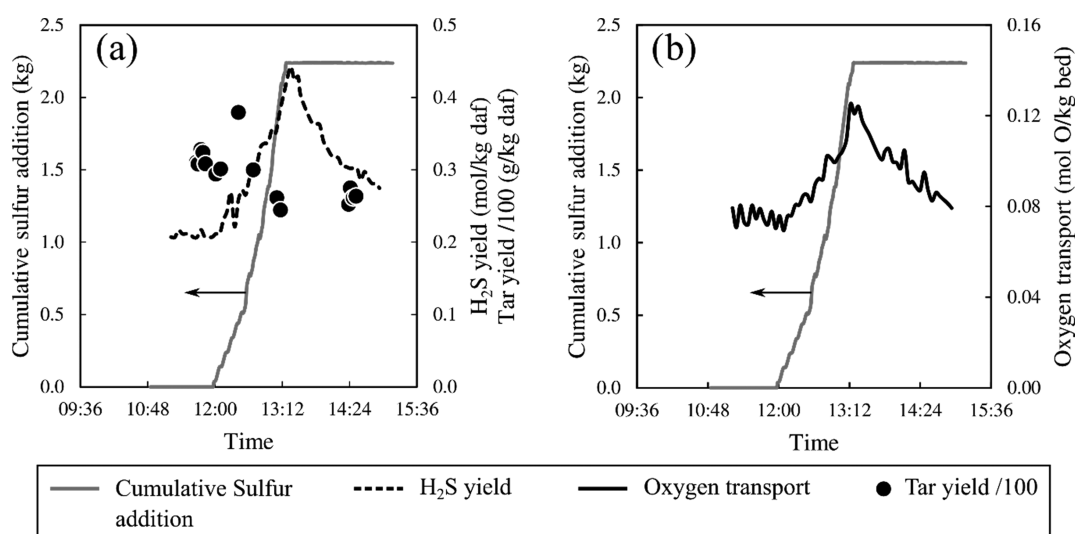 (a)
Cumulative sulfur addition (kg)
2.5
2.0
1.5
1.0
0.5
0.0
0.5
0.4
0.3
0.2
0.1
0.0
H₂S yield (mol/kg daf)
Tar yield /100 (g/kg daf)
09:36 10:48 12:00 13:12 14:24 15:36
Time
(b)
Cumulative sulfur addition (kg)
2.5
2.0
1.5
1.0
0.5
0.0
0.16
0.12
0.08
0.04
0.00
Oxygen transport (mol O/kg bed)
09:36 10:48 12:00 13:12 14:24 15:36
Time
Cumulative Sulfur
addition
H₂S yield
Oxygen transport
Tar yield /100